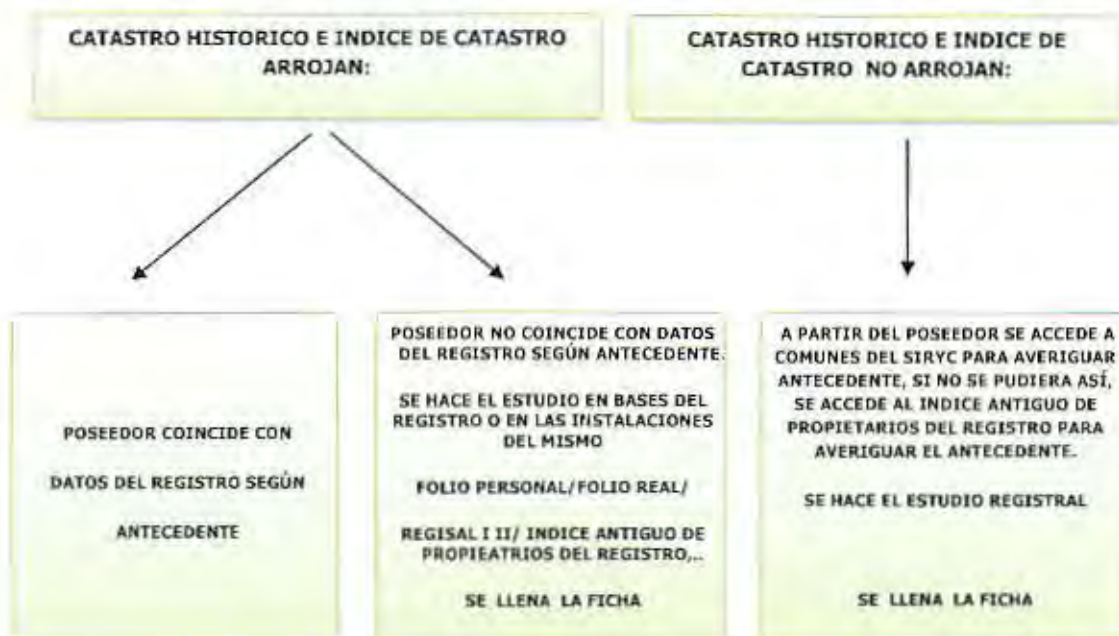 CATASTRO HISTORICO E INDICE DE CATASTRO
ARROJAN:
CATASTRO HISTORICO E INDICE DE
CATASTRO NO ARROJAN:
POSEEDOR COINCIDE CON
DATOS DEL REGISTRO SEGÚN
ANTECEDENTE
POSEEDOR NO COINCIDE CON DATOS
DEL REGISTRO SEGÚN ANTECEDENTE.
SE HACE EL ESTUDIO EN BASES DEL
REGISTRO O EN LAS INSTALACIONES
DEL MISMO
FOLIO PERSONAL/FOLIO REAL/
REGISAL I II/ INDICE ANTIGUO DE
PROPIEATRIOS DEL REGISTRO,..
SE LLENA LA FICHA
A PARTIR DEL POSEEDOR SE ACCEDE A
COMUNES DEL SIRYC PARA AVERIGUAR
ANTECEDENTE, SI NO SE PUDIERA ASÍ,
SE ACCEDE AL INDICE ANTIGUO DE
PROPIETARIOS DEL REGISTRO PARA
AVERIGUAR EL ANTECEDENTE.
SE HACE EL ESTUDIO REGISTRAL
SE LLENA LA FICHA